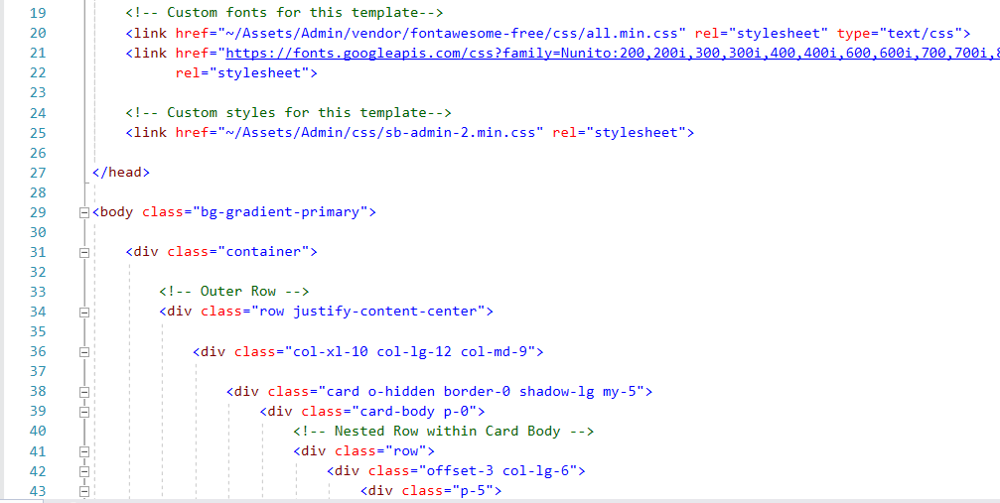 19 <!-- Custom fonts for this template-->
20 <link href="~/Assets/Admin/vendor/fontawesome-free/css/all.min.css" rel="stylesheet" type="text/css">
21 <link href="https://fonts.googleapis.com/css?family=Nunito:200,200i,300,300i,400,400i,600,600i,700,700i,8
22 rel="stylesheet">
23
24 <!-- Custom styles for this template-->
25 <link href="~/Assets/Admin/css/sb-admin-2.min.css" rel="stylesheet">
26
27 </head>
28
29 <body class="bg-gradient-primary">
30
31 <div class="container">
32
33 <!-- Outer Row -->
34 <div class="row justify-content-center">
35
36 <div class="col-xl-10 col-lg-12 col-md-9">
37
38 <div class="card o-hidden border-0 shadow-lg my-5">
39 <div class="card-body p-0">
40 <!-- Nested Row within Card Body -->
41 <div class="row">
42 <div class="offset-3 col-lg-6">
43 <div class="p-5">